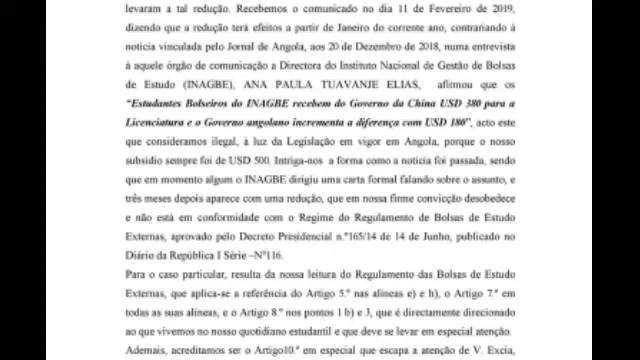 levaram a tal redução. Recebemos o comunicado no dia 11 de Fevereiro de 2019,
dizendo que a redução terá efeitos a partir de Janeiro do corrente ano, contrariando à
notícia vinculada pelo Jornal de Angola, aos 20 de Dezembro de 2018, numa entrevista
à aquele órgão de comunicação a Directora do Instituto Nacional de Gestão de Bolsas
de Estudo (INAGBE), ANA PAULA TUAVANJE ELIAS, afirmou que os
"Estudantes Bolseiros do INAGBE recebem do Governo da China USD 380 para a
Licenciatura e o Governo angolano incrementa a diferença com USD 180", acto este
que consideramos ilegal, à luz da Legislação em vigor em Angola, porque o nosso
subsidio sempre foi de USD 500. Intriga-nos a forma como a noticia foi passada, sendo
que em momento algum o INAGBE dirigiu uma carta formal falando sobre o assunto, e
três meses depois aparece com uma redução, que em nossa firme convicção desobedece
e não está em conformidade com o Regime do Regulamento de Bolsas de Estudo
Externas, aprovado pelo Decreto Presidencial n.º165/14 de 14 de Junho, publicado no
Diário da República I Série –Nº116.
Para o caso particular, resulta da nossa leitura do Regulamento das Bolsas de Estudo
Externas, que aplica-se a referência do Artigo 5.º nas alíneas e) e h), o Artigo 7.º em
todas as suas alíneas, e o Artigo 8.º nos pontos 1 b) e 3, que é directamente direcionado
ao que vivemos no nosso quotidiano estudantil e que deve se levar em especial atenção.
Ademais, acreditamos ser o Artigo10.º em especial que escapa a atenção de V. Excia,